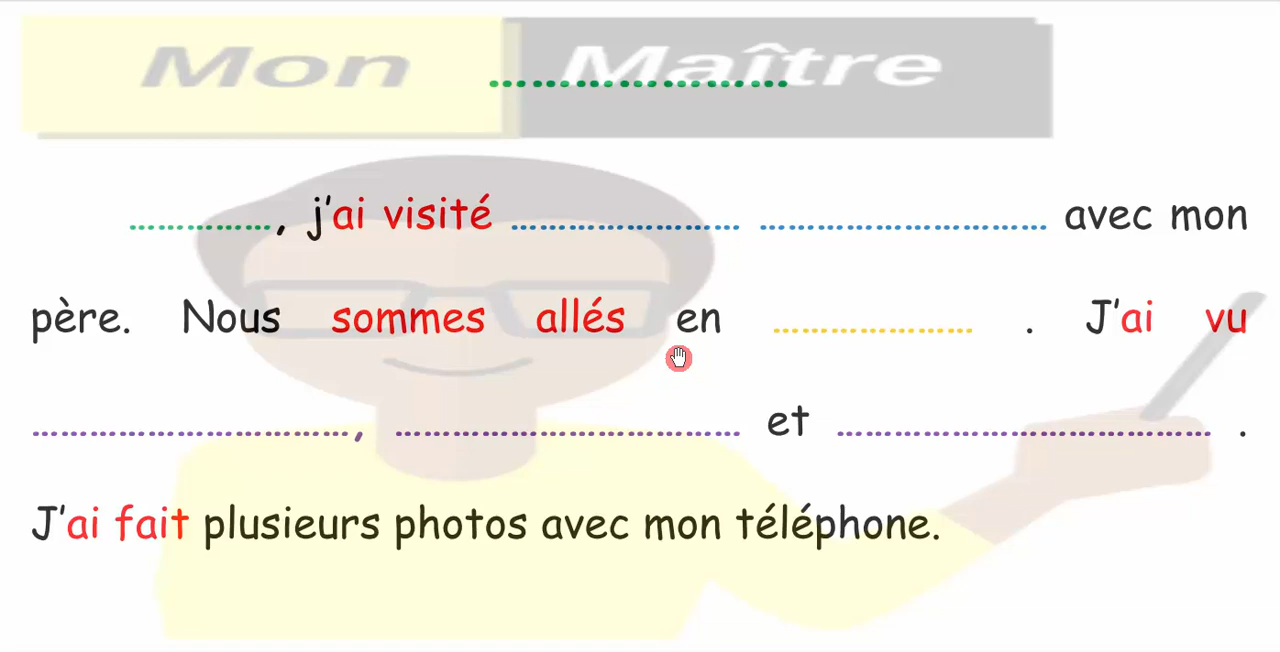 Mon Maître
…………………
……………, j'ai visité …………………… ………………………… avec mon
père. Nous sommes allés en ………………… . J'ai vu
……………………………, ……………………………… et ………………………………… .
J'ai fait plusieurs photos avec mon téléphone.